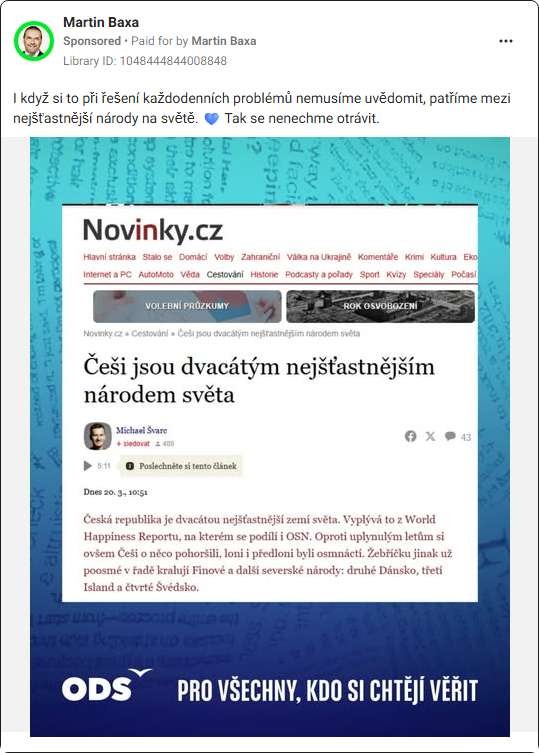 Martin Baxa
Sponsored • Paid for by Martin Baxa
Library ID: 1048444844008848
I když si to při řešení každodenních problémů nemusíme uvědomit, patříme mezi
nejšťastnější národy na světě. 💙 Tak se nenechme otrávit.
Novinky.cz
Hlavní stránka Stalo se Domácí Volby Zahraniční Válka na Ukrajině Komentáře Krimi Kultura Eko
Internet a PC AutoMoto Věda Cestování Historie Podcasty a pořady Sport Kvízy Speciály Počasí
VOLEBNÍ PRŮZKUMY ROK OSVOBOZENÍ
Novinky.cz » Cestování » Češi jsou dvacátým nejšťastnějším národem světa
Češi jsou dvacátým nejšťastnějším
národem světa
Michael Švarc
+ sledovat 488
43
5:11 Poslechněte si tento článek
Dnes 20. 3., 10:51
Česká republika je dvacátou nejšťastnější zemí světa. Vyplývá to z World
Happiness Reportu, na kterém se podílí i OSN. Oproti uplynulým letům si
ovšem Češi o něco pohoršili, loni i předloni byli osmnáctí. Žebříčku jinak už
poosmé v řadě kralují Finové a další severské národy: druhé Dánsko, třetí
Island a čtvrté Švédsko.
ODS PRO VŠECHNY, KDO SI CHTĚJÍ VĚŘIT